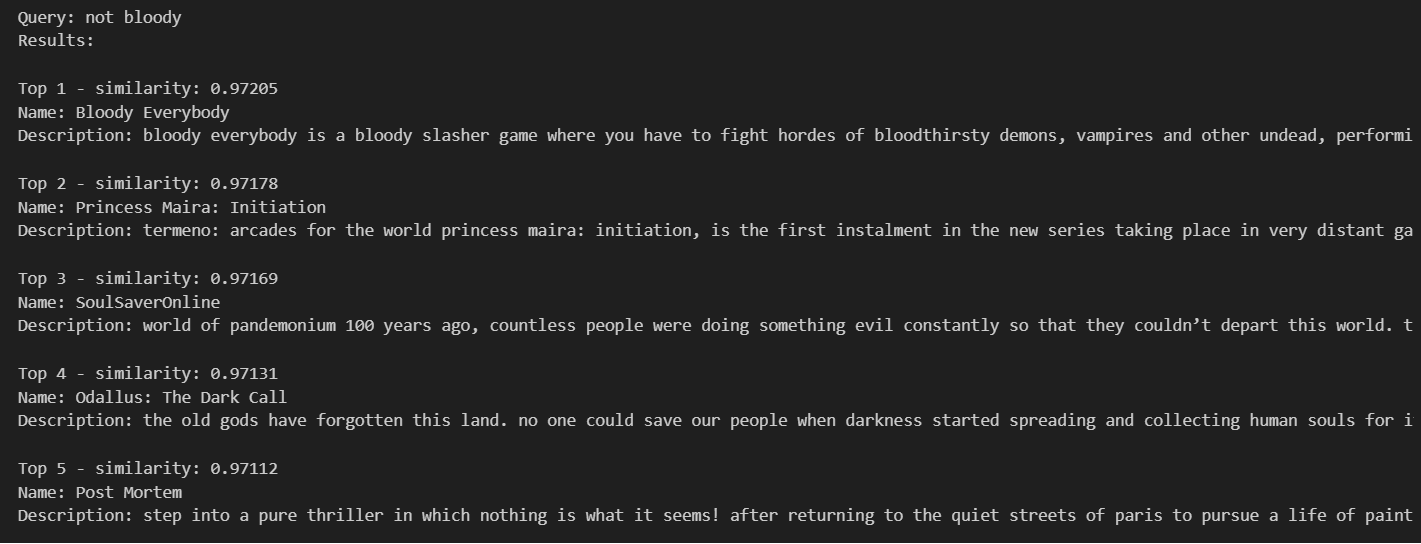 Query: not bloody
Results:
Top 1 - similarity: 0.97205
Name: Bloody Everybody
Description: bloody everybody is a bloody slasher game where you have to fight hordes of bloodthirsty demons, vampires and other undead, performi
Top 2 - similarity: 0.97178
Name: Princess Maira: Initiation
Description: termeno: arcades for the world princess maira: initiation, is the first instalment in the new series taking place in very distant ga
Top 3 - similarity: 0.97169
Name: SoulSaverOnline
Description: world of pandemonium 100 years ago, countless people were doing something evil constantly so that they couldn’t depart this world. t
Top 4 - similarity: 0.97131
Name: Odallus: The Dark Call
Description: the old gods have forgotten this land. no one could save our people when darkness started spreading and collecting human souls for i
Top 5 - similarity: 0.97112
Name: Post Mortem
Description: step into a pure thriller in which nothing is what it seems! after returning to the quiet streets of paris to pursue a life of paint